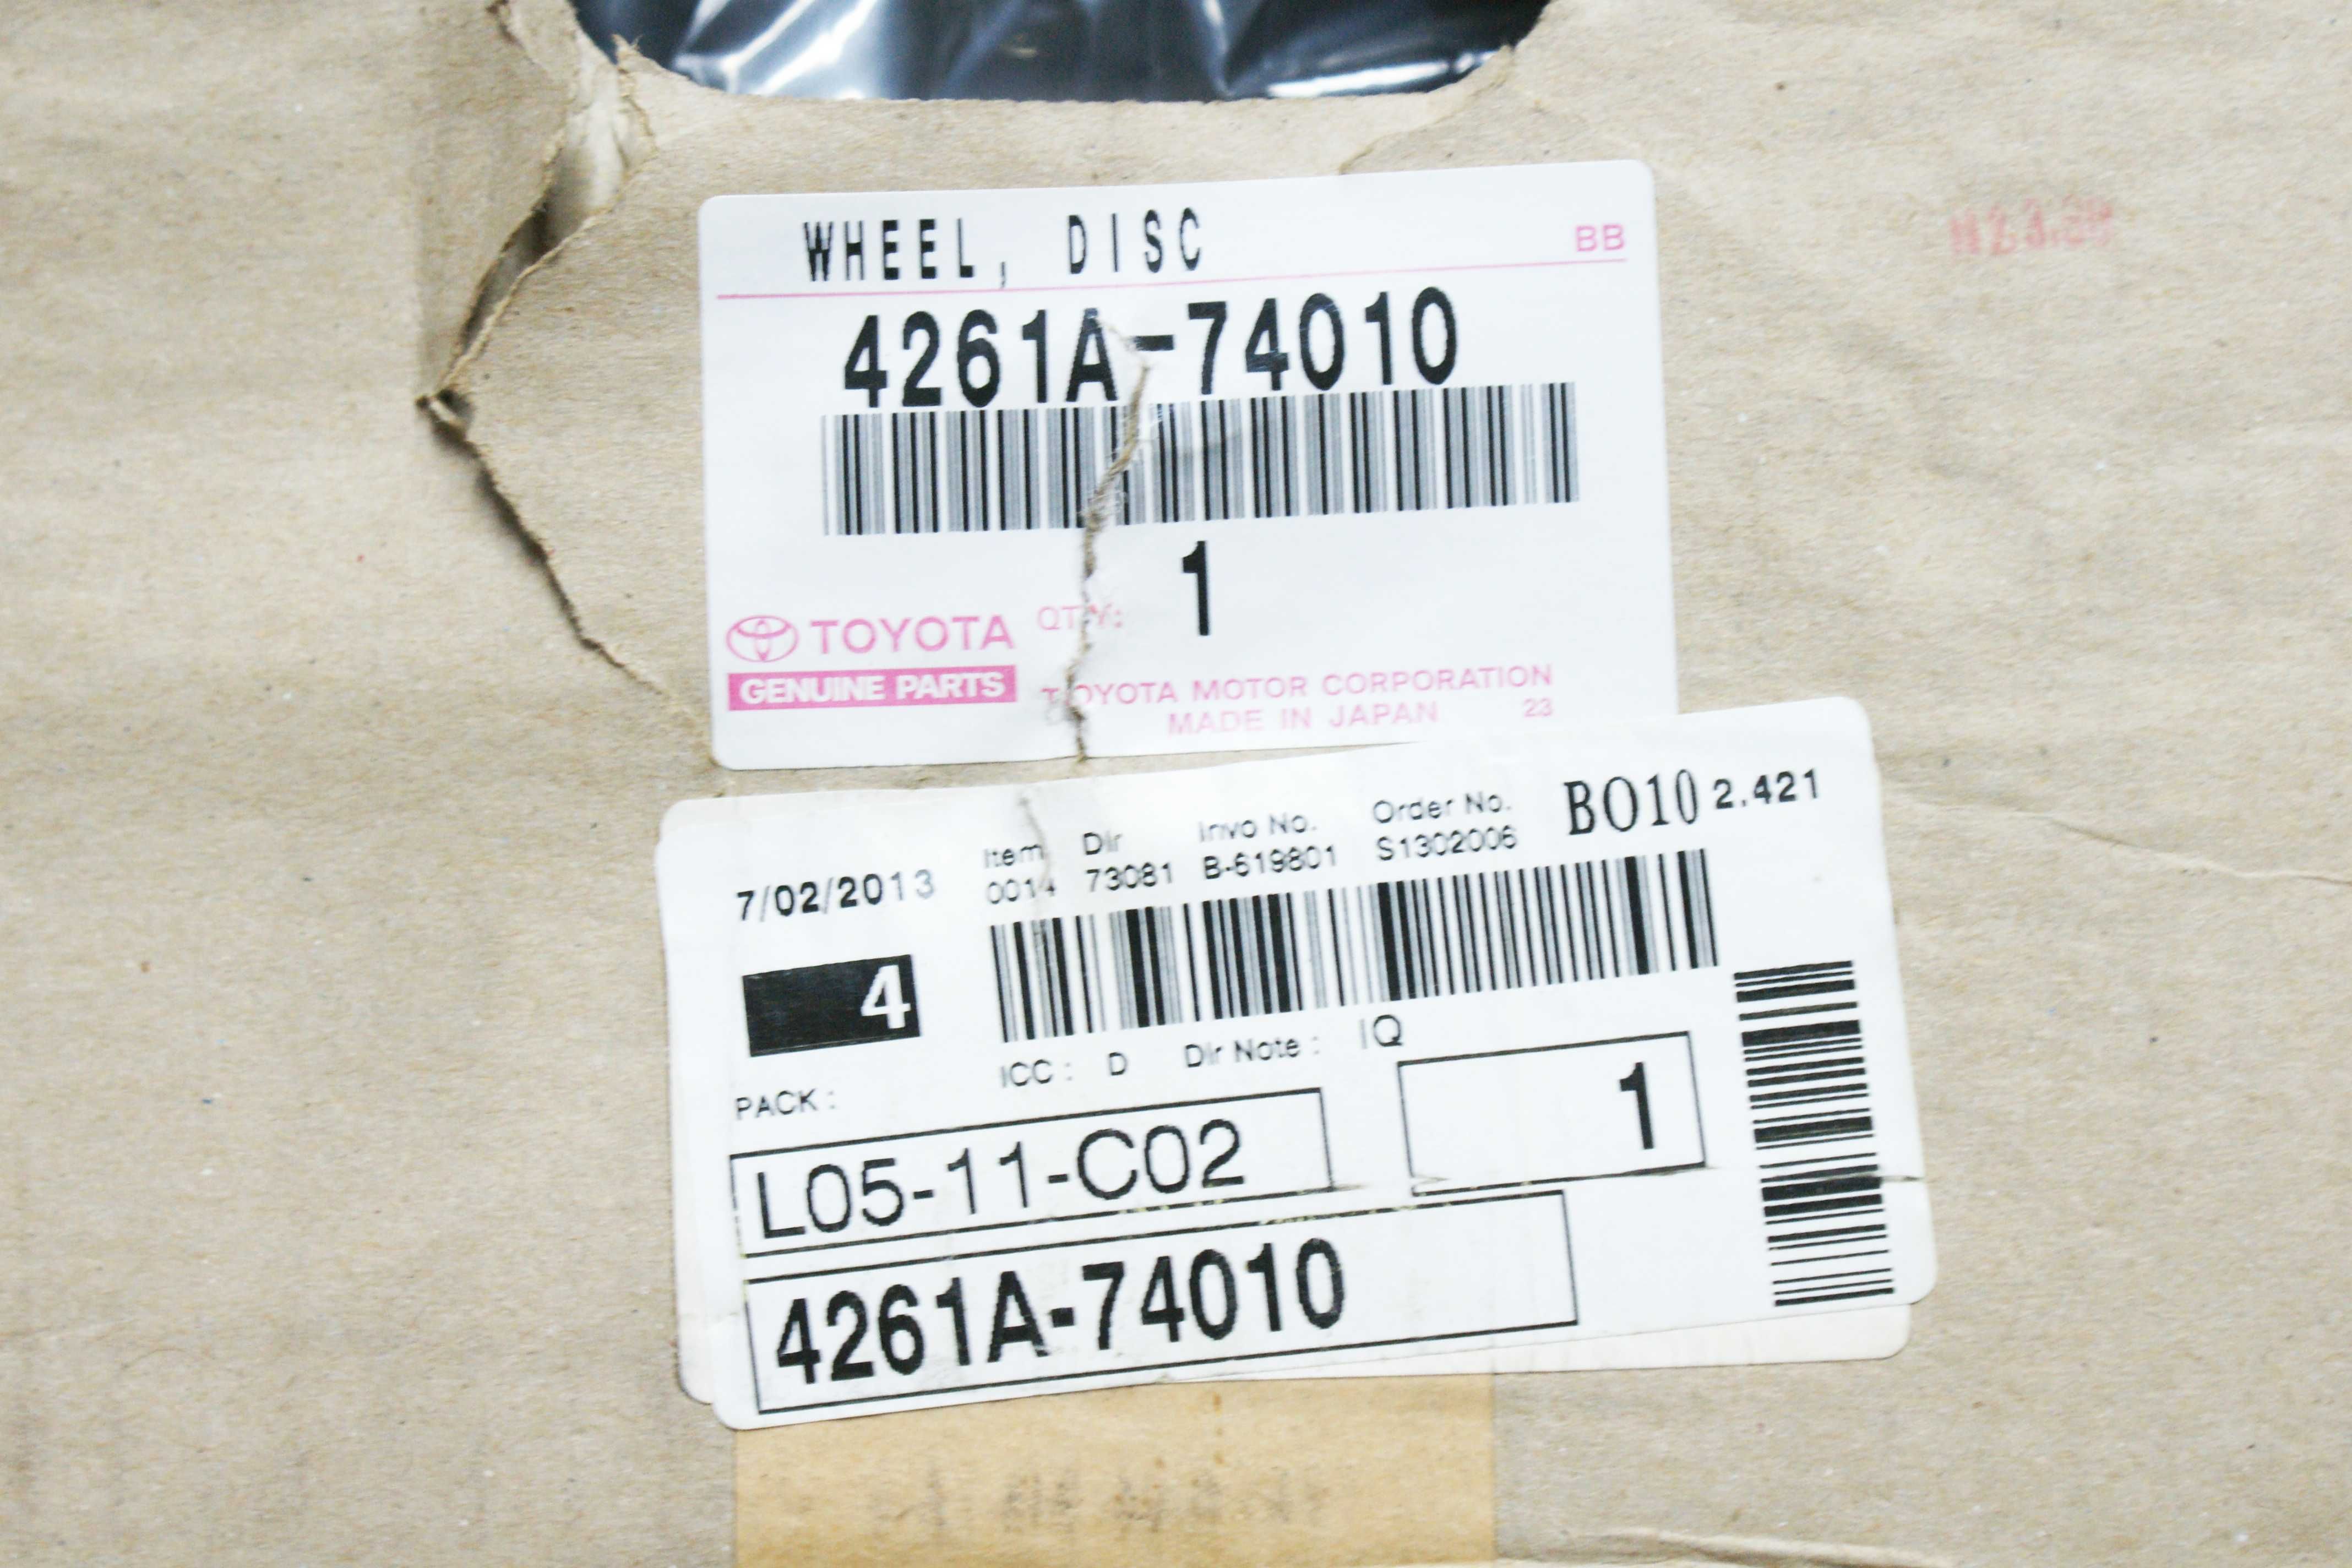 WHEEL, DISC
BB
4261A-74010
1
QTY:
TOYOTA
GENUINE PARTS
TOYOTA MOTOR CORPORATION
MADE IN JAPAN 23
BO10 2.421
Item Dlr Invo No. Order No.
7/02/2013 0014 73081 B-619801 S1302006
4
ICC : D Dlr Note : IQ
PACK :
1
L05-11-C02
4261A-74010